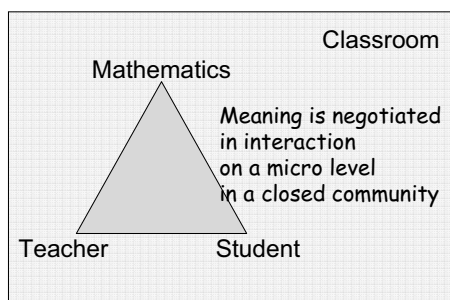 Classroom
Mathematics
Meaning is negotiated
in interaction
on a micro level
in a closed community
Teacher
Student